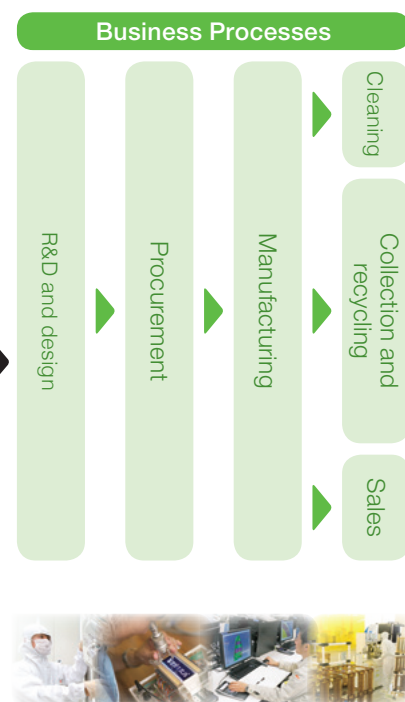 Business Processes
R&D and design
Procurement
Manufacturing
Cleaning
Collection and
recycling
Sales